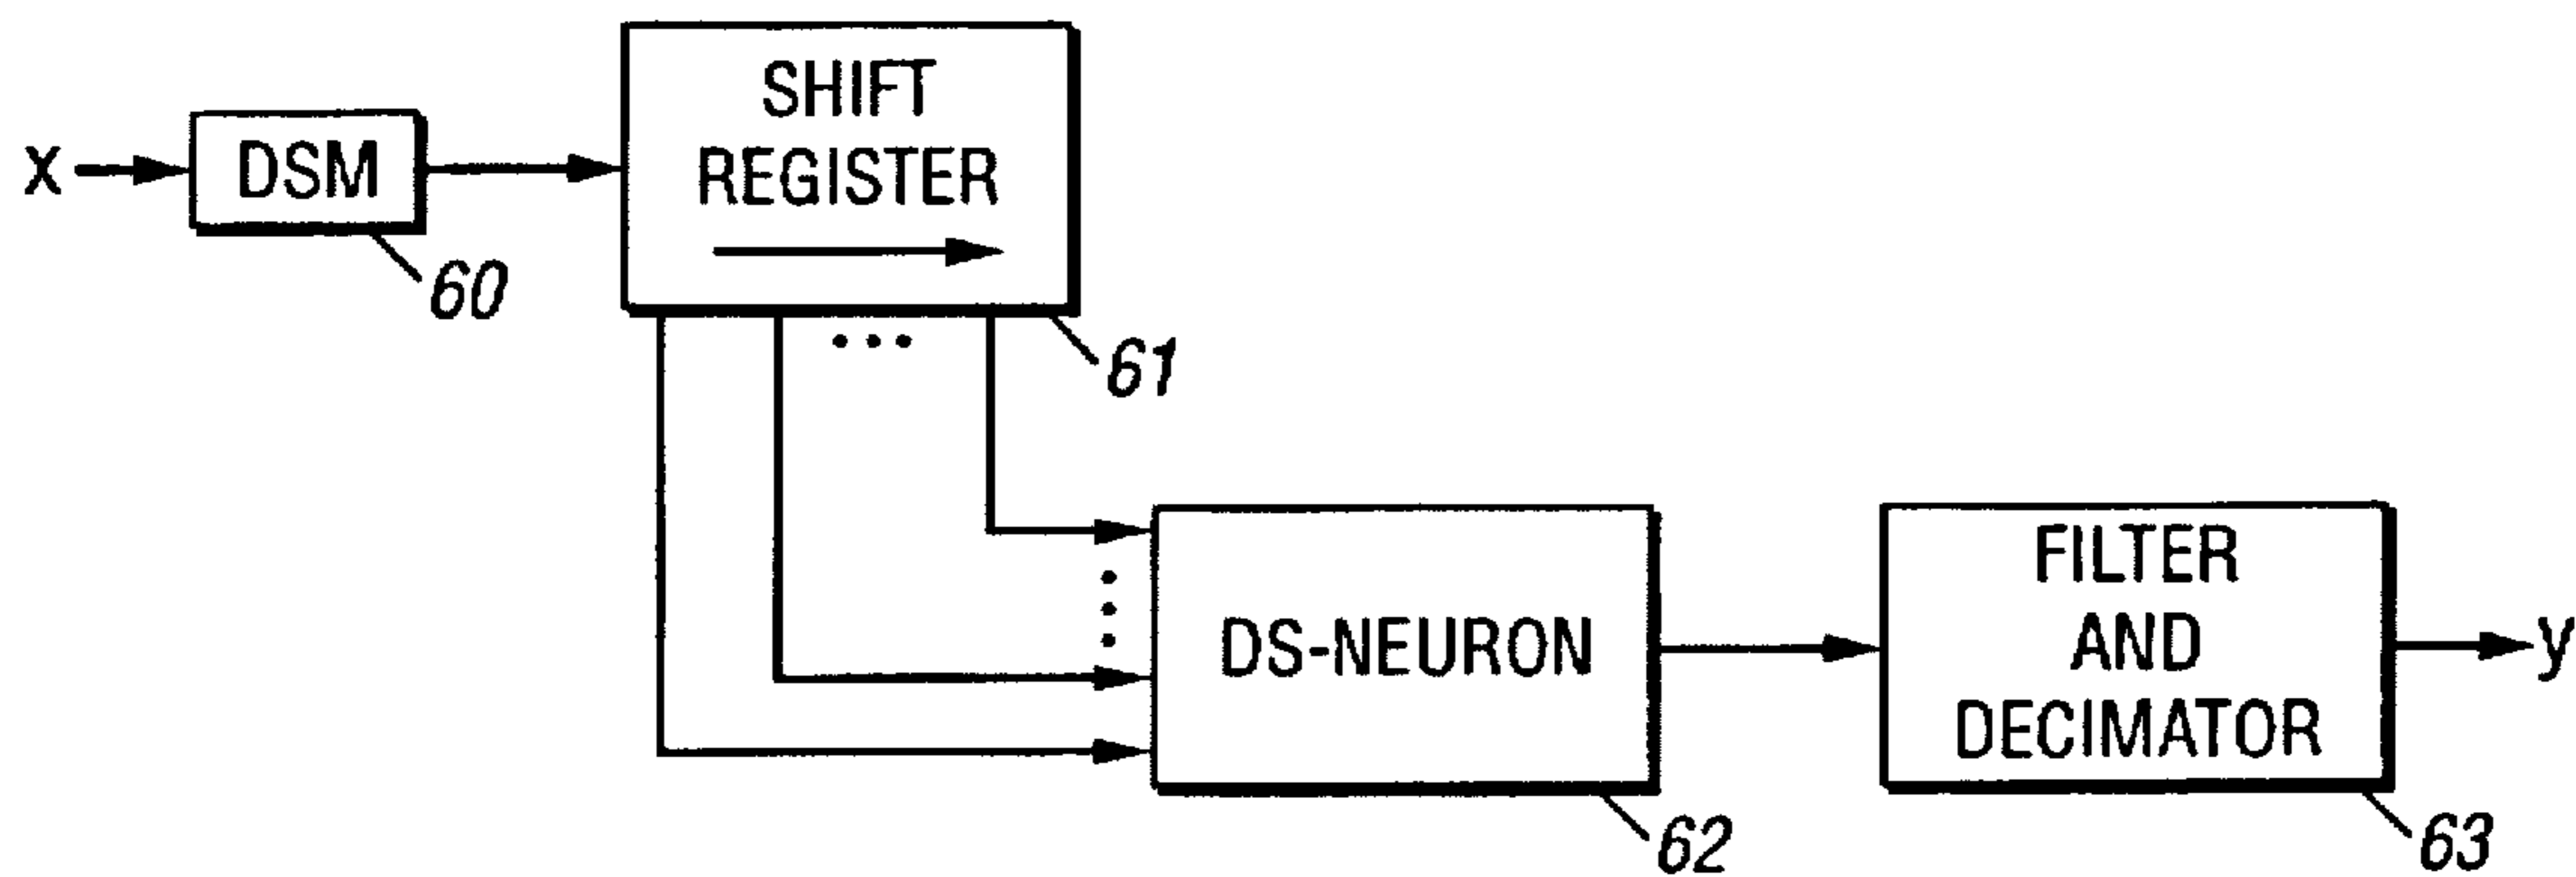 x
DSM
60
SHIFT
REGISTER
61
DS-NEURON
62
FILTER
AND
DECIMATOR
63
y